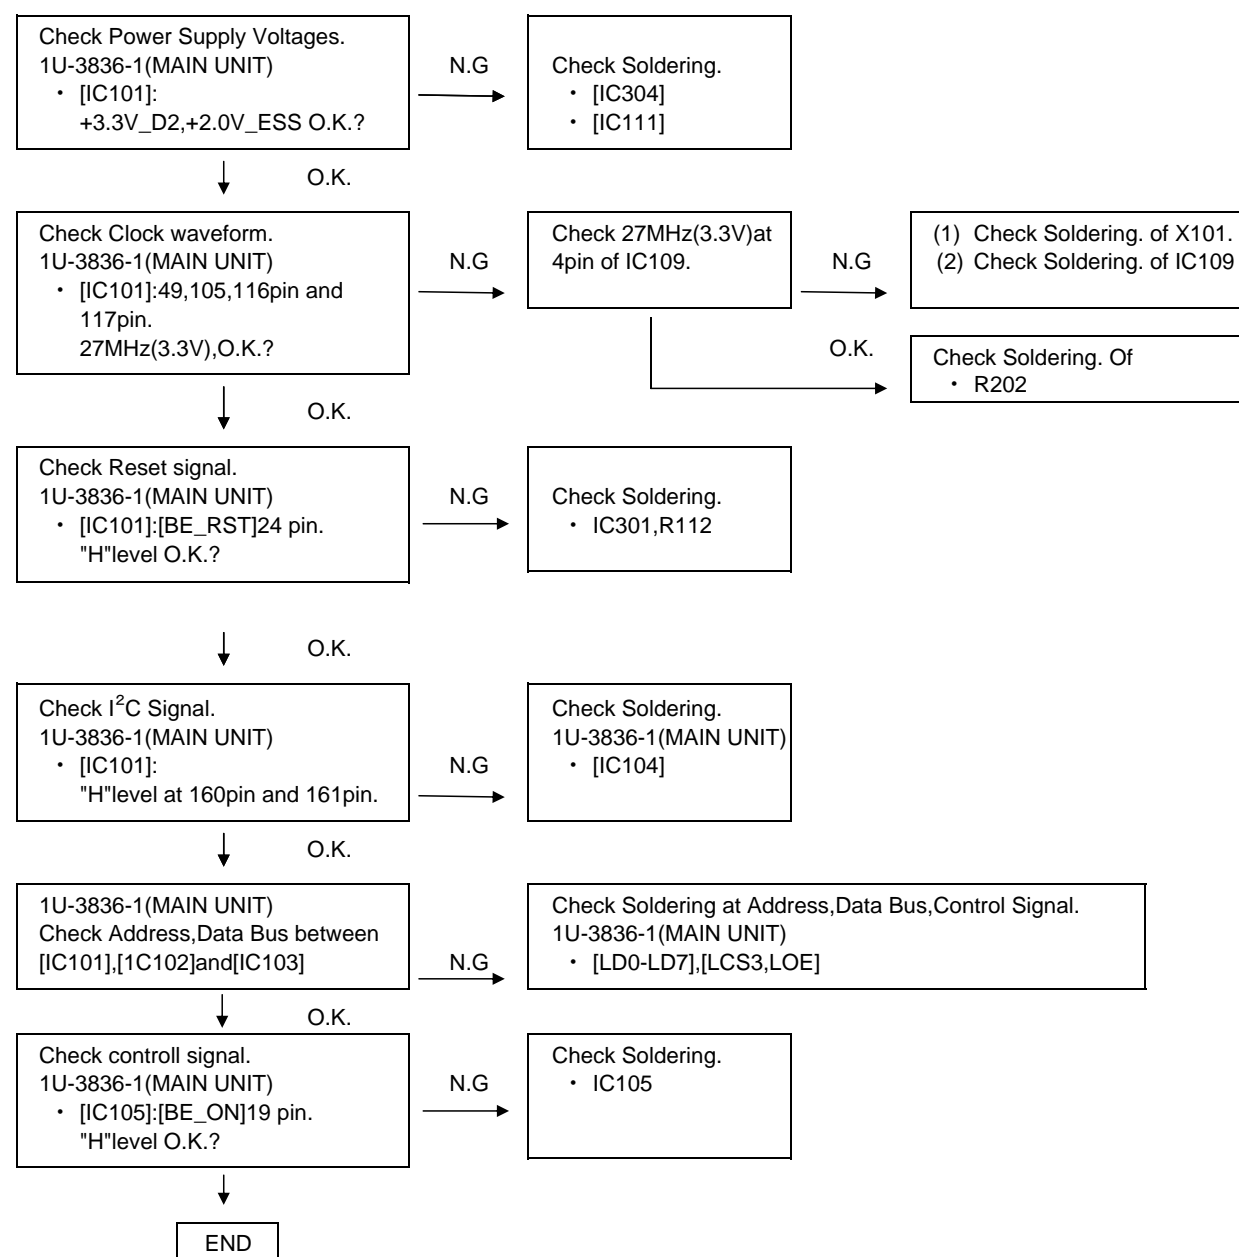 Check Power Supply Voltages.
1U-3836-1(MAIN UNIT)
・ [IC101]:
+3.3V_D2,+2.0V_ESS O.K.?
N.G
Check Soldering.
・ [IC304]
・ [IC111]
O.K.
Check Clock waveform.
1U-3836-1(MAIN UNIT)
・ [IC101]:49,105,116pin and
117pin.
27MHz(3.3V),O.K.?
N.G
Check 27MHz(3.3V)at
4pin of IC109.
N.G
(1) Check Soldering. of X101.
(2) Check Soldering. of IC109
O.K.
Check Soldering. Of
・ R202
O.K.
Check Reset signal.
1U-3836-1(MAIN UNIT)
・ [IC101]:[BE_RST]24 pin.
"H"level O.K.?
N.G
Check Soldering.
・ IC301,R112
O.K.
Check I²C Signal.
1U-3836-1(MAIN UNIT)
・ [IC101]:
"H"level at 160pin and 161pin.
N.G
Check Soldering.
1U-3836-1(MAIN UNIT)
・ [IC104]
O.K.
1U-3836-1(MAIN UNIT)
Check Address,Data Bus between
[IC101],[1C102]and[IC103]
N.G
Check Soldering at Address,Data Bus,Control Signal.
1U-3836-1(MAIN UNIT)
・ [LD0-LD7],[LCS3,LOE]
O.K.
Check controll signal.
1U-3836-1(MAIN UNIT)
・ [IC105]:[BE_ON]19 pin.
"H"level O.K.?
N.G
Check Soldering.
・ IC105
END